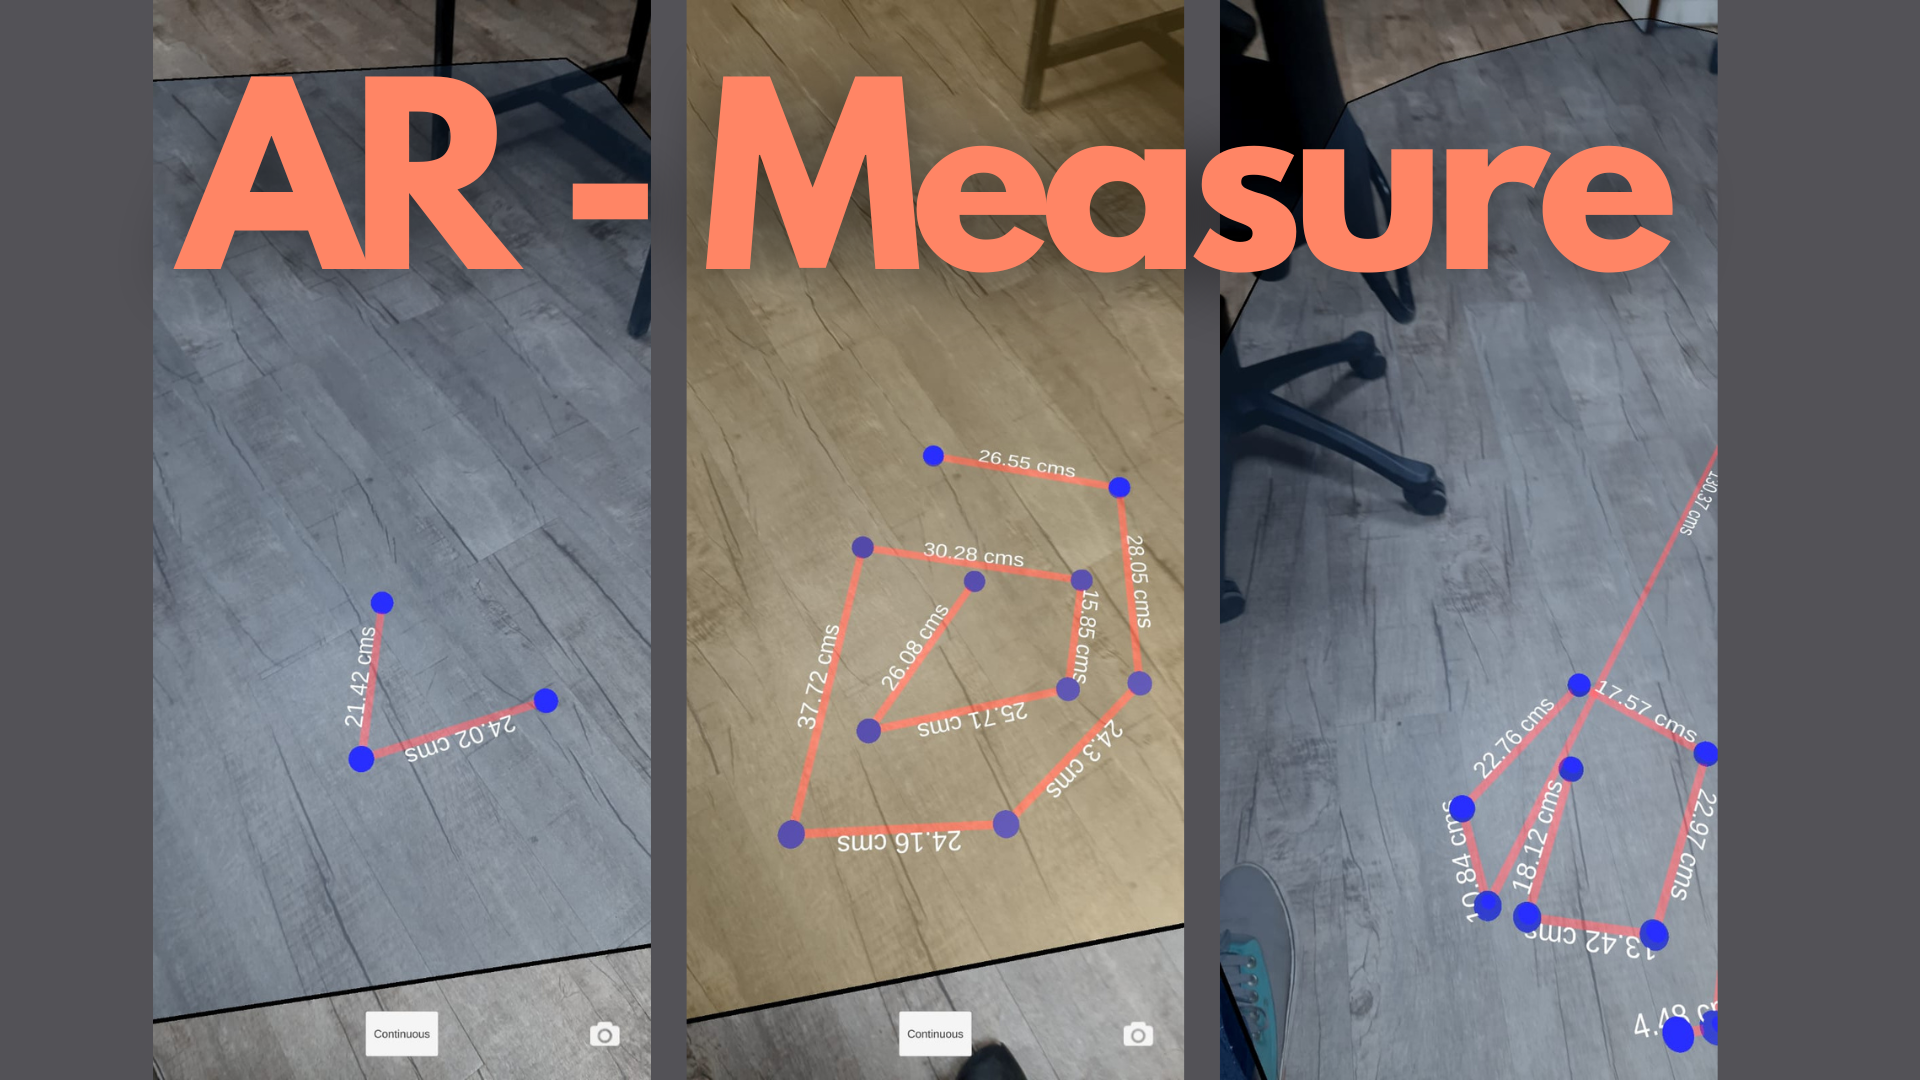 AR - Measure
21.42 cms
24.02 cms
Continuous
26.55 cms
28.05 cms
30.28 cms
15.85 cms
26.08 cms
37.72 cms
25.71 cms
24.3 cms
24.16 cms
Continuous
130.37 cms
17.57 cms
22.76 cms
22.97 cms
18.12 cms
10.84 cms
13.42 cms